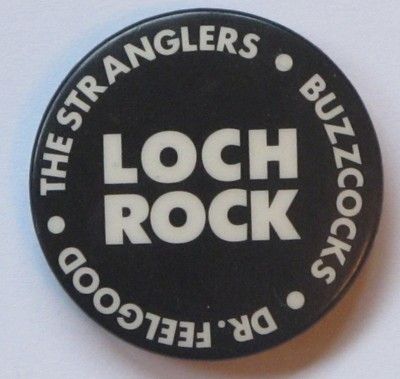 LOCH
ROCK
THE STRANGLERS • BUZZCOCKS • DR. FEELGOOD •